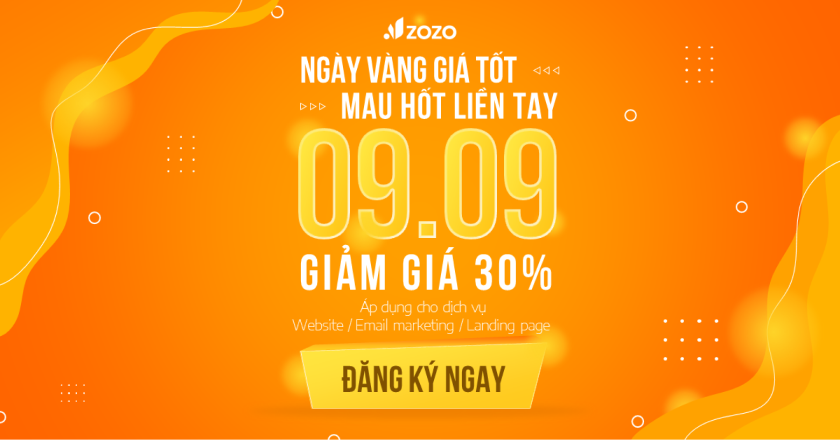 ZOZO
NGÀY VÀNG GIÁ TỐT
MAU HỐT LIỀN TAY
09.09
GIẢM GIÁ 30%
Áp dụng cho dịch vụ
Website / Email marketing / Landing page
ĐĂNG KÝ NGAY